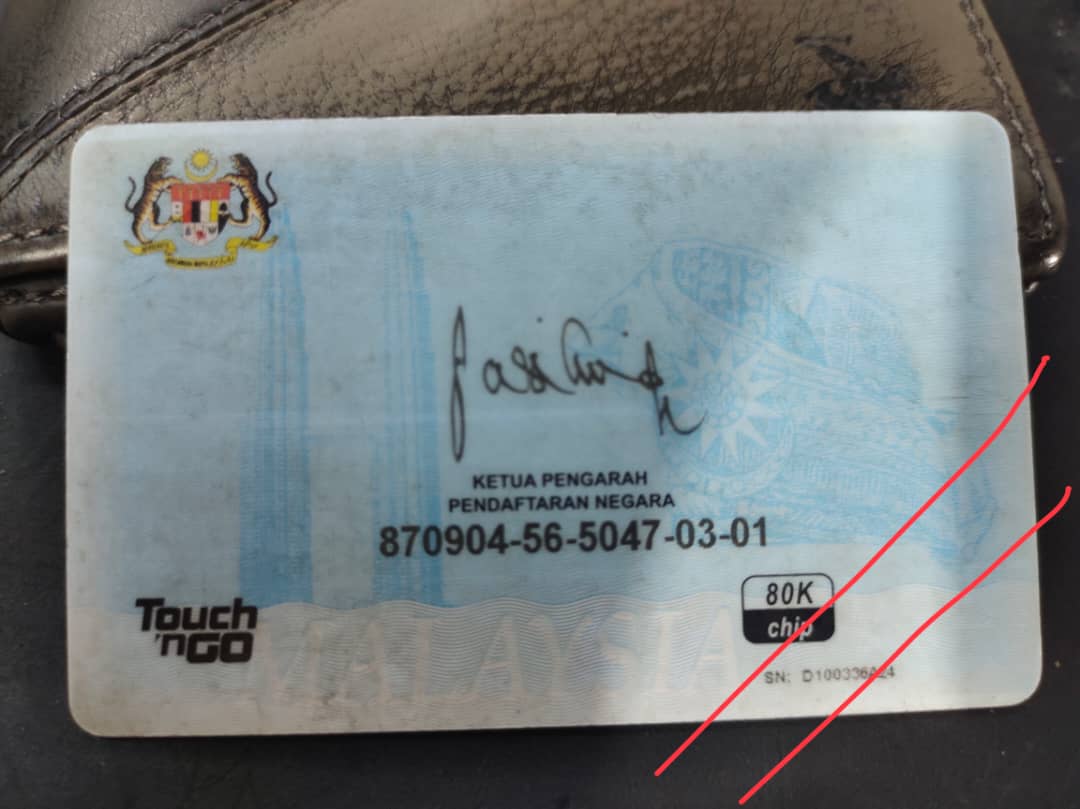 KETUA PENGARAH
PENDAFTARAN NEGARA
870904-56-5047-03-01
Touch
'nGO
80K
chip
MALAYSIA
SN: